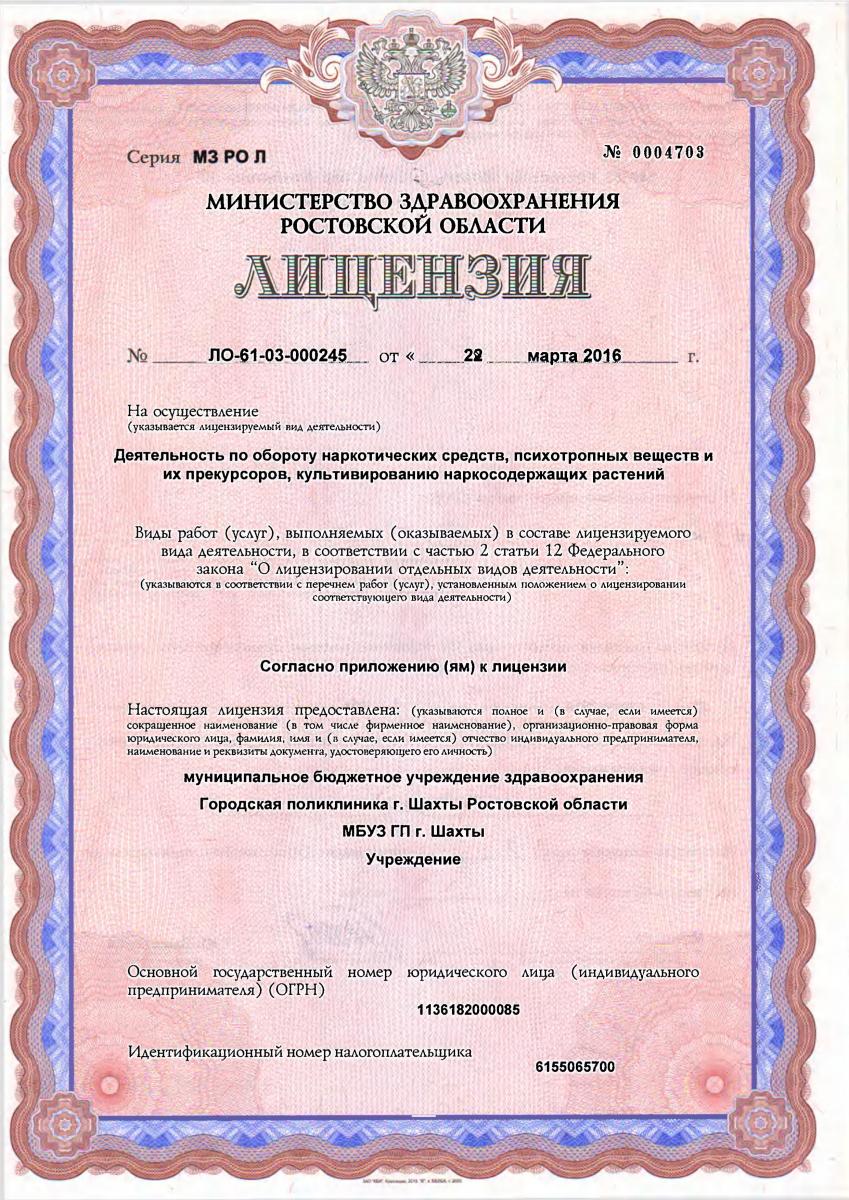 Серия МЗ РО Л
№ 0004703
МИНИСТЕРСТВО ЗДРАВООХРАНЕНИЯ
РОСТОВСКОЙ ОБЛАСТИ
ЛИЦЕНЗИЯ
№ ЛО-61-03-000245 от « марта 2016 г.
На осуществление
(указывается лицензируемый вид деятельности)
Деятельность по обороту наркотических средств, психотропных веществ и
их прекурсоров, культивированию наркосодержащих растений
Виды работ (услуг), выполняемых (оказываемых) в составе лицензируемого
вида деятельности, в соответствии с частью 2 статьи 12 Федерального
закона “О лицензировании отдельных видов деятельности”:
(указываются в соответствии с перечнем работ (услуг), установленным положением о лицензировании
соответствующего вида деятельности)
Согласно приложению (ям) к лицензии
Настоящая лицензия предоставлена: (указываются полное и (в случае, если имеется)
сокращенное наименование (в том числе фирменное наименование), организационно-правовая форма
юридического лица, фамилия, имя и (в случае, если имеется) отчество индивидуального предпринимателя,
наименование и реквизиты документа, удостоверяющего его личность)
муниципальное бюджетное учреждение здравоохранения
Городская поликлиника г. Шахты Ростовской области
МБУЗ ГП г. Шахты
Учреждение
Основной государственный номер юридического лица (индивидуального
предпринимателя) (ОГРН)
1136182000085
Идентификационный номер налогоплательщика
6155065700